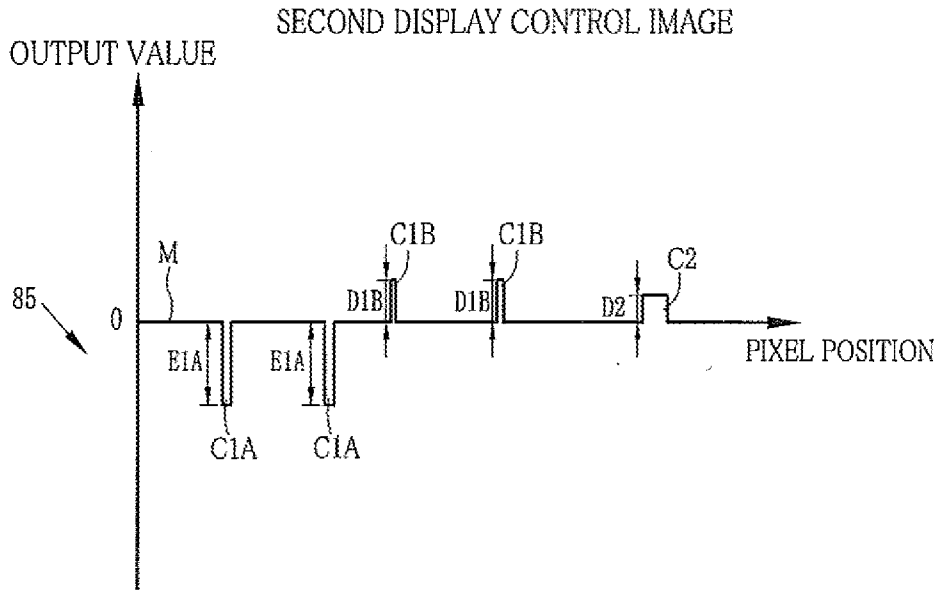 SECOND DISPLAY CONTROL IMAGE
OUTPUT VALUE
C1B
C1B
M
C2
D1B
D1B
D2
85
0
PIXEL POSITION
E1A
E1A
C1A
C1A